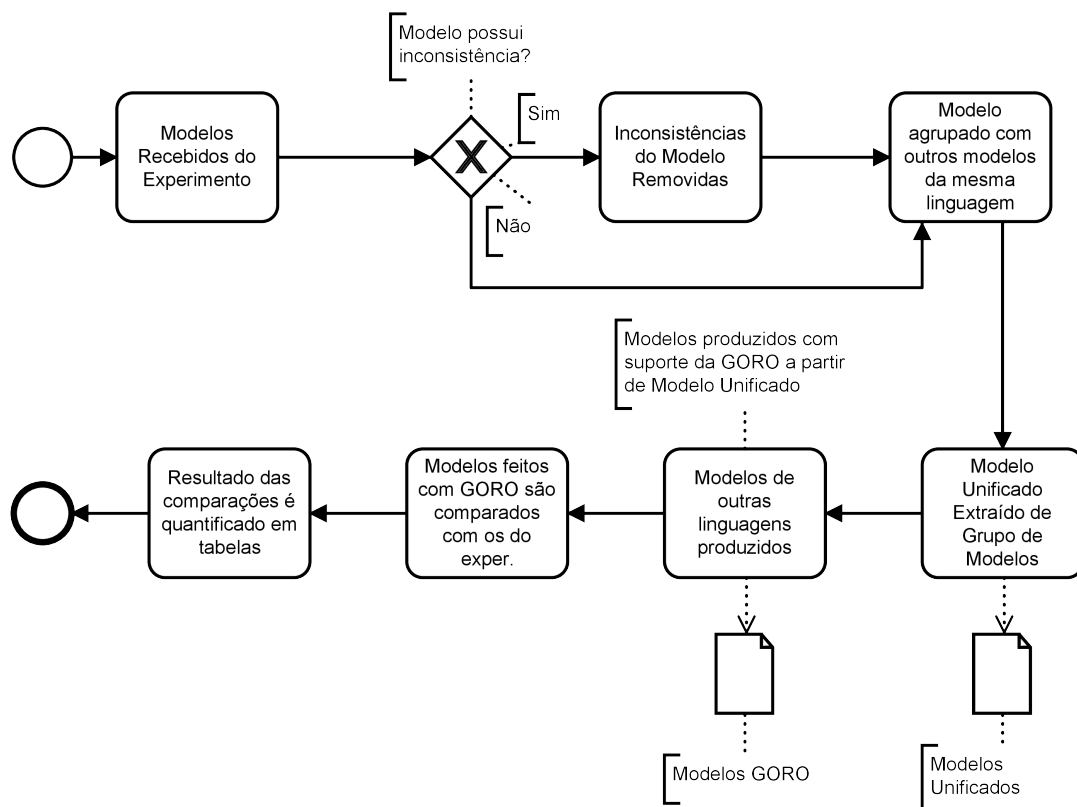 Modelo possui
inconsistência?
Modelos
Recebidos do
Experimento
X
Sim
Não
Inconsistências
do Modelo
Removidas
Modelo
agrupado com
outros modelos
da mesma
linguagem
Modelos produzidos com
suporte da GORO a partir
de Modelo Unificado
Modelo
Unificado
Extraído de
Grupo de
Modelos
Modelos de
outras
linguagens
produzidos
Modelos feitos
com GORO são
comparados
com os do
exper.
Resultado das
comparações é
quantificado em
tabelas
Modelos GORO
Modelos
Unificados